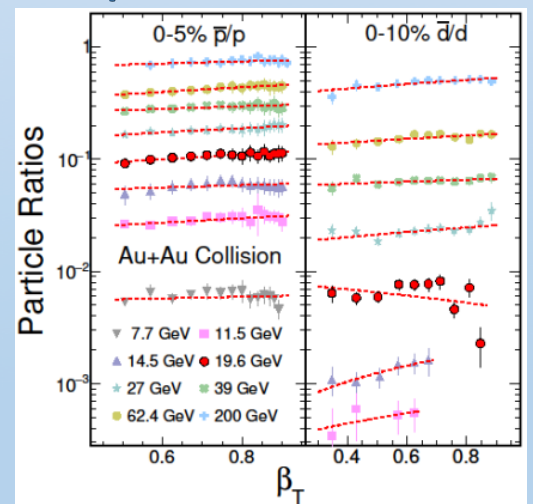 0-5% p̅/p
0-10% d̅/d
1
10⁻¹
10⁻²
10⁻³
Particle Ratios
Au+Au Collision
7.7 GeV
11.5 GeV
14.5 GeV
19.6 GeV
27 GeV
39 GeV
62.4 GeV
200 GeV
0.6 0.8
0.4 0.6 0.8
β_T